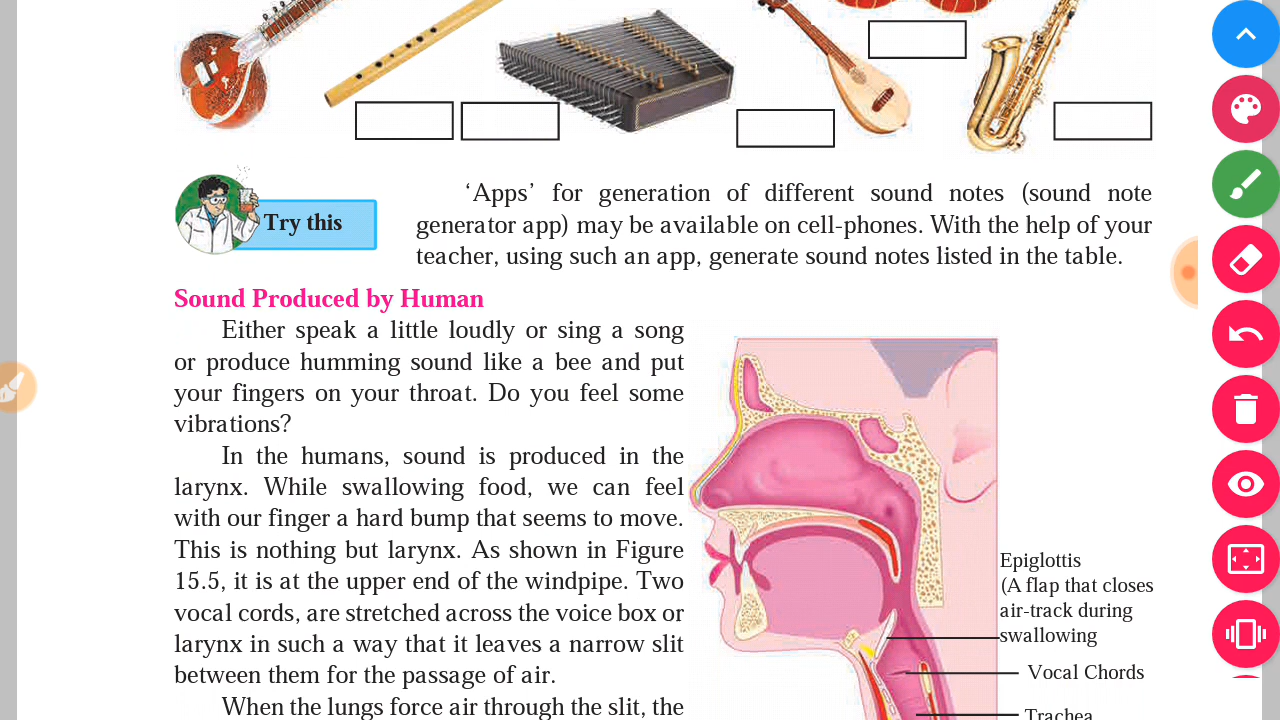 ‘Apps’ for generation of different sound notes (sound note
generator app) may be available on cell-phones. With the help of your
teacher, using such an app, generate sound notes listed in the table.
Try this
Sound Produced by Human
Either speak a little loudly or sing a song
or produce humming sound like a bee and put
your fingers on your throat. Do you feel some
vibrations?
In the humans, sound is produced in the
larynx. While swallowing food, we can feel
with our finger a hard bump that seems to move.
This is nothing but larynx. As shown in Figure
15.5, it is at the upper end of the windpipe. Two
vocal cords, are stretched across the voice box or
larynx in such a way that it leaves a narrow slit
between them for the passage of air.
When the lungs force air through the slit, the
Epiglottis
(A flap that closes
air-track during
swallowing
Vocal Chords
Trachea